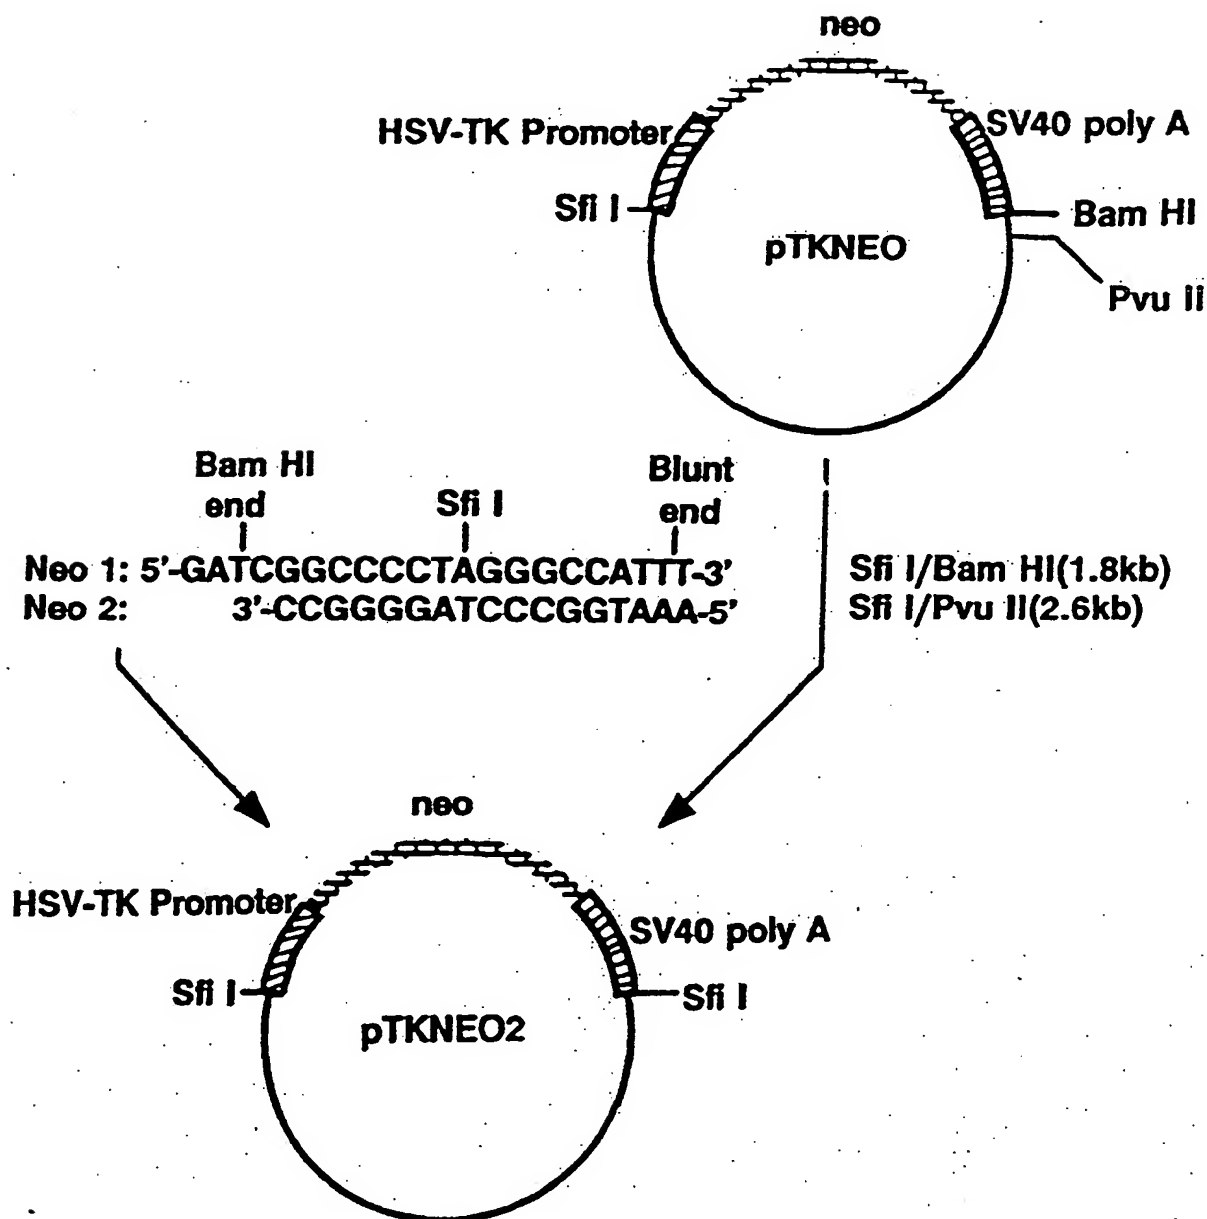 neo
HSV-TK Promoter
SV40 poly A
Sfi I
Bam HI
pTKNEO
Pvu II
Bam HI
end
Sfi I
Blunt
end
Neo 1: 5'-GATCGGCCCCTAGGGCCATTT-3'
Neo 2: 3'-CCGGGGATCCCGGTAAA-5'
Sfi I/Bam HI(1.8kb)
Sfi I/Pvu II(2.6kb)
neo
HSV-TK Promoter
SV40 poly A
Sfi I
Sfi I
pTKNEO2